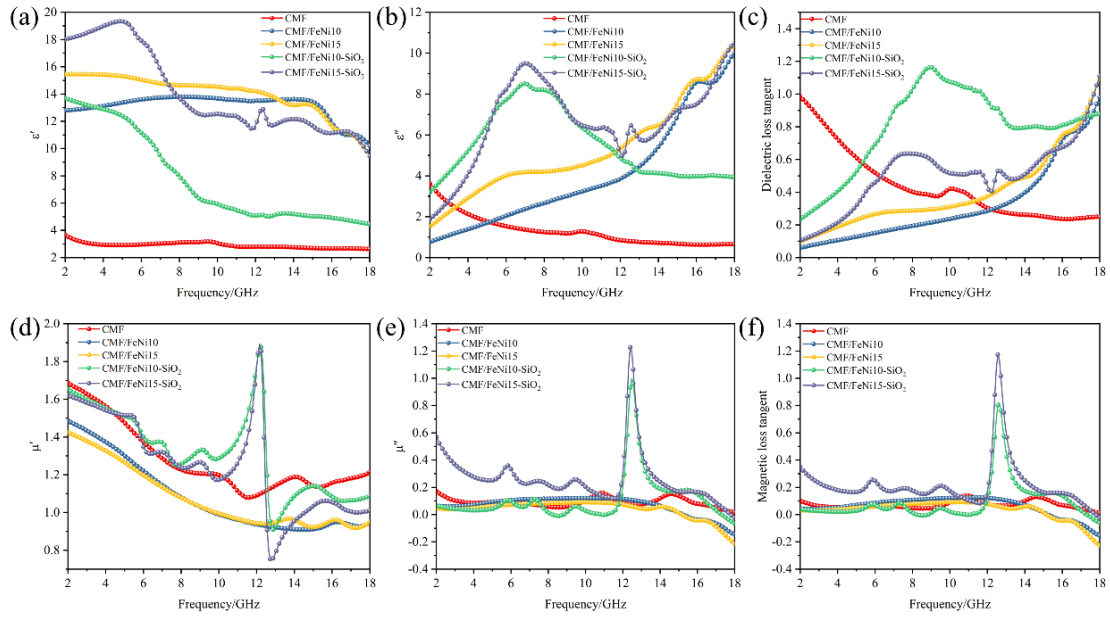 (a)
20
18
16
14
12
10
8
6
4
2
ε′
CMF
CMF/FeNi10
CMF/FeNi15
CMF/FeNi10-SiO₂
CMF/FeNi15-SiO₂
2 4 6 8 10 12 14 16 18
Frequency/GHz
(b)
12
10
8
6
4
2
0
ε″
CMF
CMF/FeNi10
CMF/FeNi15
CMF/FeNi10-SiO₂
CMF/FeNi15-SiO₂
2 4 6 8 10 12 14 16 18
Frequency/GHz
(c)
1.6
1.4
1.2
1.0
0.8
0.6
0.4
0.2
0.0
Dielectric loss tangent
CMF
CMF/FeNi10
CMF/FeNi15
CMF/FeNi10-SiO₂
CMF/FeNi15-SiO₂
2 4 6 8 10 12 14 16 18
Frequency/GHz
(d)
2.0
1.8
1.6
1.4
1.2
1.0
0.8
μ′
CMF
CMF/FeNi10
CMF/FeNi15
CMF/FeNi10-SiO₂
CMF/FeNi15-SiO₂
2 4 6 8 10 12 14 16 18
Frequency/GHz
(e)
1.4
1.2
1.0
0.8
0.6
0.4
0.2
0.0
-0.2
-0.4
μ″
CMF
CMF/FeNi10
CMF/FeNi15
CMF/FeNi10-SiO₂
CMF/FeNi15-SiO₂
2 4 6 8 10 12 14 16 18
Frequency/GHz
(f)
1.4
1.2
1.0
0.8
0.6
0.4
0.2
0.0
-0.2
-0.4
Magnetic loss tangent
CMF
CMF/FeNi10
CMF/FeNi15
CMF/FeNi10-SiO₂
CMF/FeNi15-SiO₂
2 4 6 8 10 12 14 16 18
Frequency/GHz